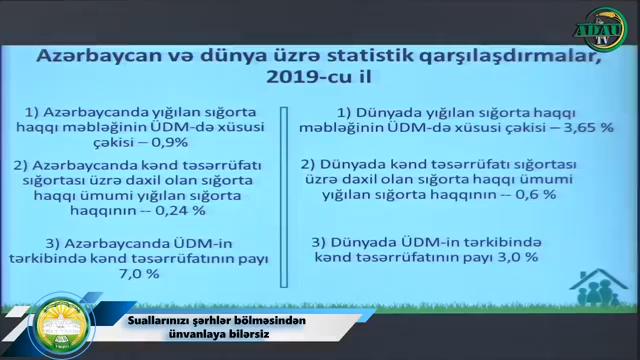 ADAU
TV
Azərbaycan və dünya üzrə statistik qarşılaşdırmalar,
2019-cu il
1) Azərbaycanda yığılan sığorta
haqqı məbləğinin ÜDM-də xüsusi
çəkisi – 0,9%
2) Azərbaycanda kənd təsərrüfatı
sığortası üzrə daxil olan sığorta
haqqı ümumi yığılan sığorta
haqqının -- 0,24 %
3) Azərbaycanda ÜDM-in
tərkibində kənd təsərrüfatının payı
7,0 %
1) Dünyada yığılan sığorta haqqı
məbləğinin ÜDM-də xüsusi çəkisi – 3,65 %
2) Dünyada kənd təsərrüfatı sığortası
üzrə daxil olan sığorta haqqı ümumi
yığılan sığorta haqqının -- 0,6 %
3) Dünyada ÜDM-in tərkibində
kənd təsərrüfatının payı 3,0 %
Suallarınızı şərhlər bölməsindən
ünvanlaya bilərsiz